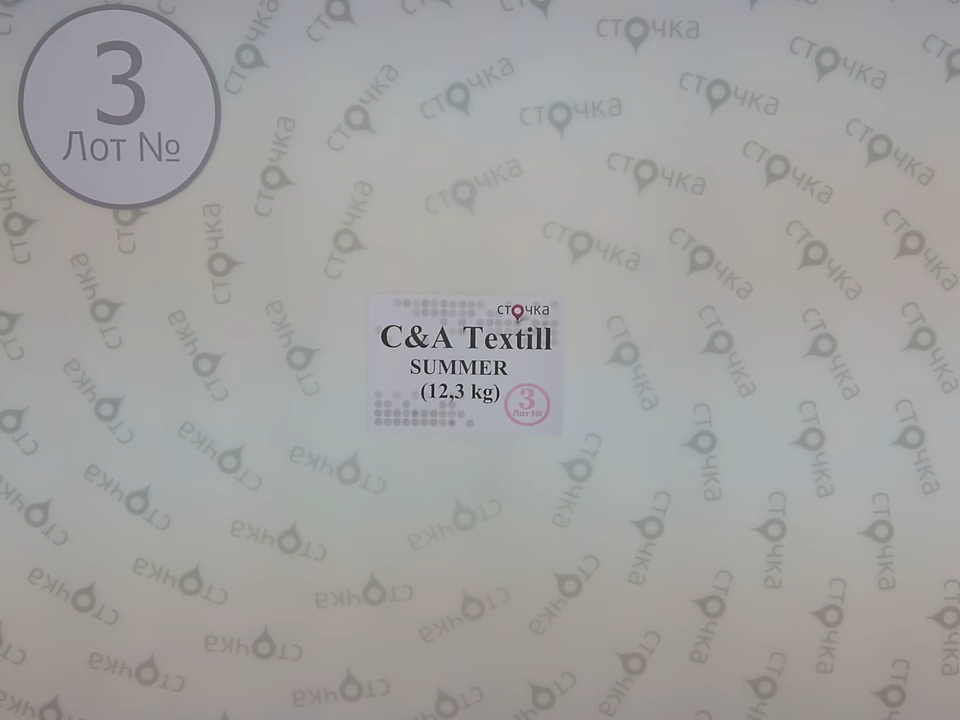 3
Лот №
сточка
C&A Textill
SUMMER
(12,3 kg)
3
Лот №